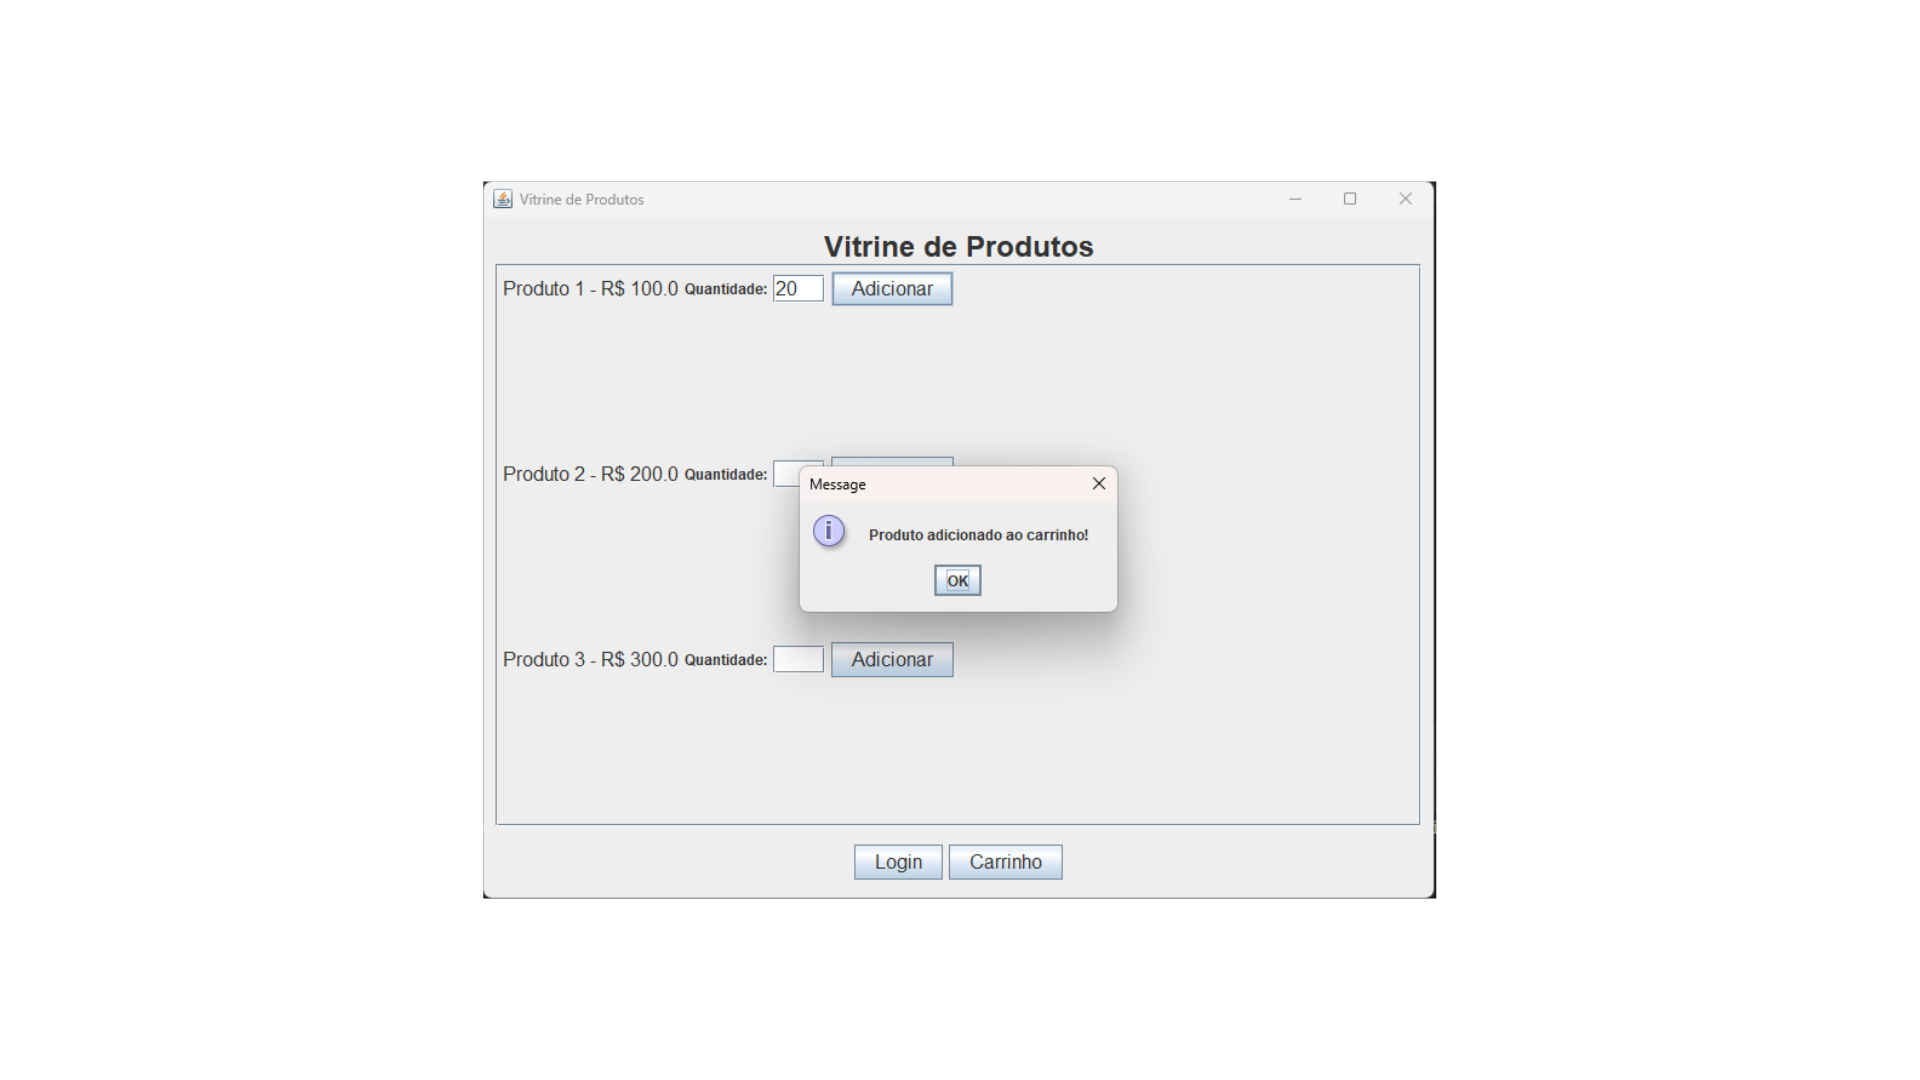 Vitrine de Produtos
Vitrine de Produtos
Produto 1 - R$ 100.0 Quantidade: 20 Adicionar
Produto 2 - R$ 200.0 Quantidade:
Message
i Produto adicionado ao carrinho!
OK
Produto 3 - R$ 300.0 Quantidade: Adicionar
Login Carrinho